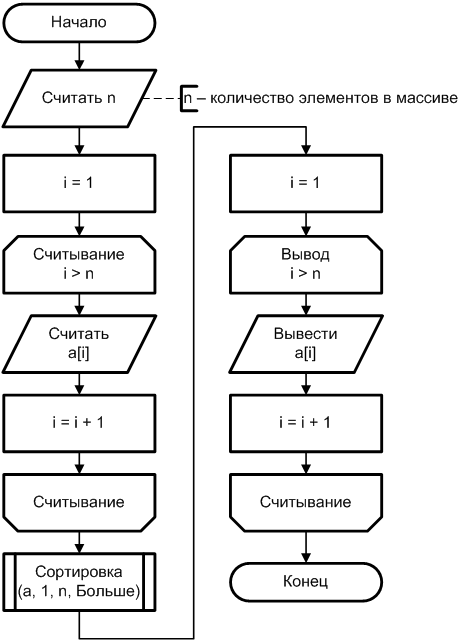 Начало
Считать n
n – количество элементов в массиве
i = 1
Считывание
i > n
Считать
a[i]
i = i + 1
Считывание
Сортировка
(a, 1, n, Больше)
i = 1
Вывод
i > n
Вывести
a[i]
i = i + 1
Считывание
Конец